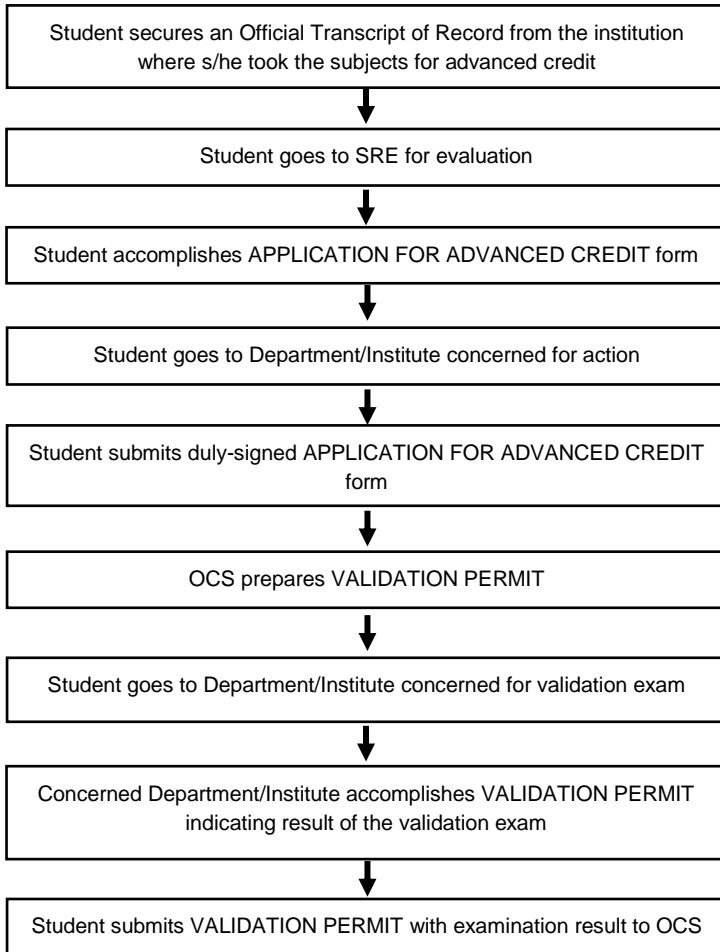 Student secures an Official Transcript of Record from the institution
where s/he took the subjects for advanced credit
Student goes to SRE for evaluation
Student accomplishes APPLICATION FOR ADVANCED CREDIT form
Student goes to Department/Institute concerned for action
Student submits duly-signed APPLICATION FOR ADVANCED CREDIT
form
OCS prepares VALIDATION PERMIT
Student goes to Department/Institute concerned for validation exam
Concerned Department/Institute accomplishes VALIDATION PERMIT
indicating result of the validation exam
Student submits VALIDATION PERMIT with examination result to OCS